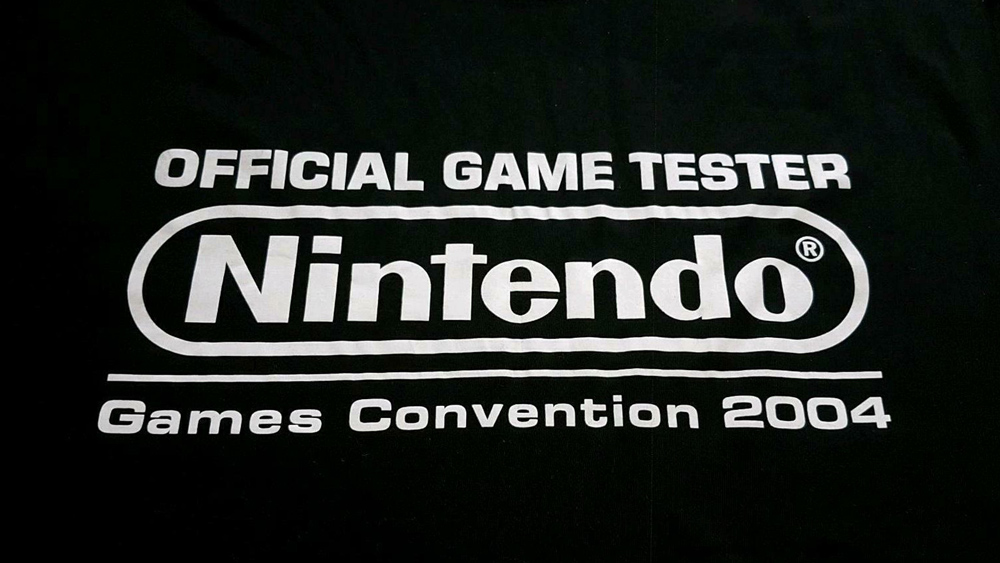 OFFICIAL GAME TESTER
Nintendo®
Games Convention 2004